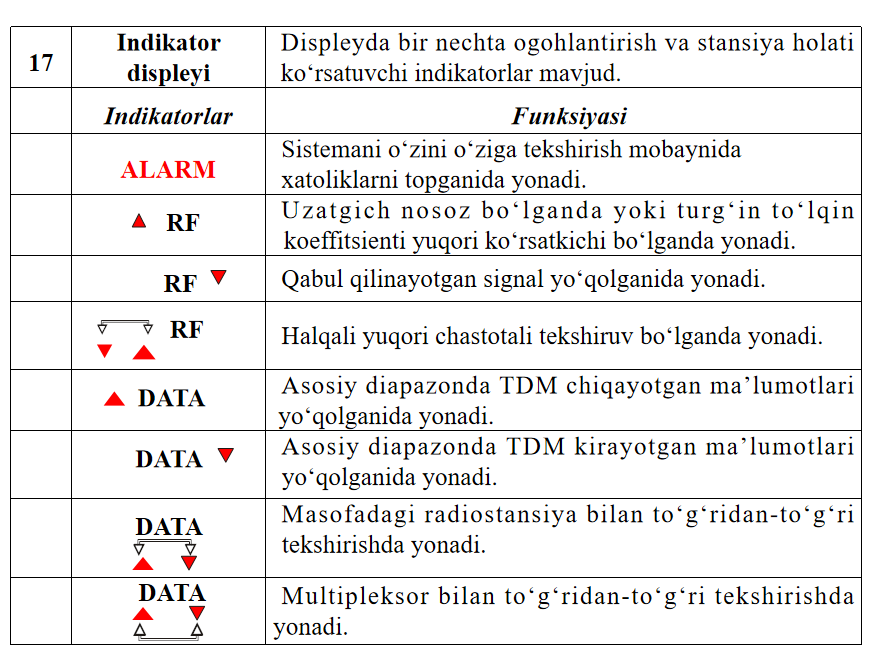 17
Indikator
displeyi
Displeyda bir nechta ogohlantirish va stansiya holati
ko‘rsatuvchi indikatorlar mavjud.
Indikatorlar
Funksiyasi
ALARM
Sistemani o‘zini o‘ziga tekshirish mobaynida
xatoliklarni topganida yonadi.
RF
Uzatgich nosoz bo‘lganda yoki turg‘in to‘lqin
koeffitsienti yuqori ko‘rsatkichi bo‘lganda yonadi.
RF
Qabul qilinayotgan signal yo‘qolganida yonadi.
RF
Halqali yuqori chastotali tekshiruv bo‘lganda yonadi.
DATA
Asosiy diapazonda TDM chiqayotgan ma’lumotlari
yo‘qolganida yonadi.
DATA
Asosiy diapazonda TDM kirayotgan ma’lumotlari
yo‘qolganida yonadi.
DATA
Masofadagi radiostansiya bilan to‘g‘ridan-to‘g‘ri
tekshirishda yonadi.
DATA
Multipleksor bilan to‘g‘ridan-to‘g‘ri tekshirishda
yonadi.